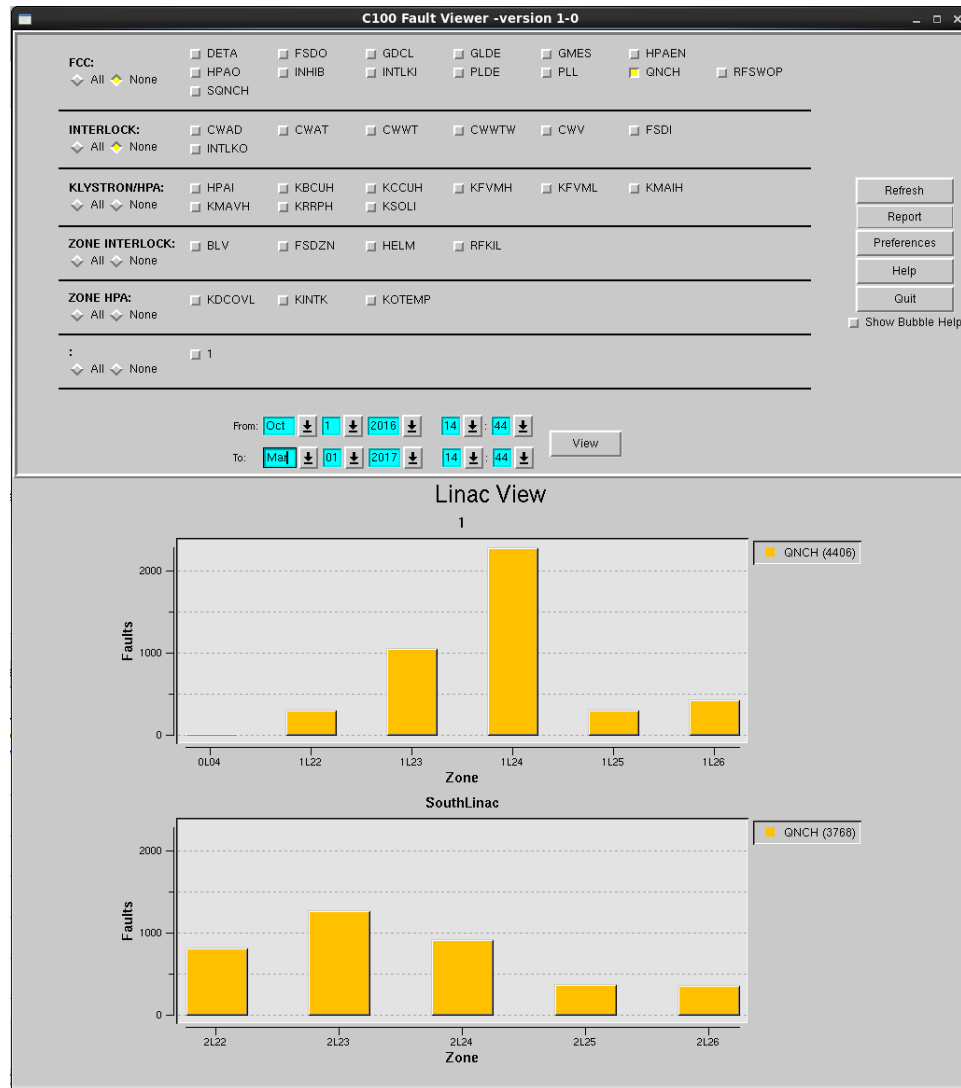 C100 Fault Viewer -version 1-0
FCC:
All None
DETA FSDO GDCL GLDE GMES HPAEN
HPAO INHIB INTLKI PLDE PLL QNCH RFSWOP
SQNCH
INTERLOCK:
All None
CWAD CWAT CWWT CWWTW CWV FSDI
INTLKO
KLYSTRON/HPA:
All None
HPAI KBCUH KCCUH KFVMH KFVML KMAIH
KMAVH KRRPH KSOLI
ZONE INTERLOCK:
All None
BLV FSDZN HELM RFKIL
ZONE HPA:
All None
KDCOVL KINTK KOTEMP
:
All None
1
Refresh
Report
Preferences
Help
Quit
Show Bubble Help
From: Oct 1 2016 14 : 44
To: Mar 01 2017 14 : 44
View
Linac View
1
QNCH (4406)
Faults
2000
1000
0
0L04 1L22 1L23 1L24 1L25 1L26
Zone
SouthLinac
QNCH (3768)
Faults
2000
1000
0
2L22 2L23 2L24 2L25 2L26
Zone